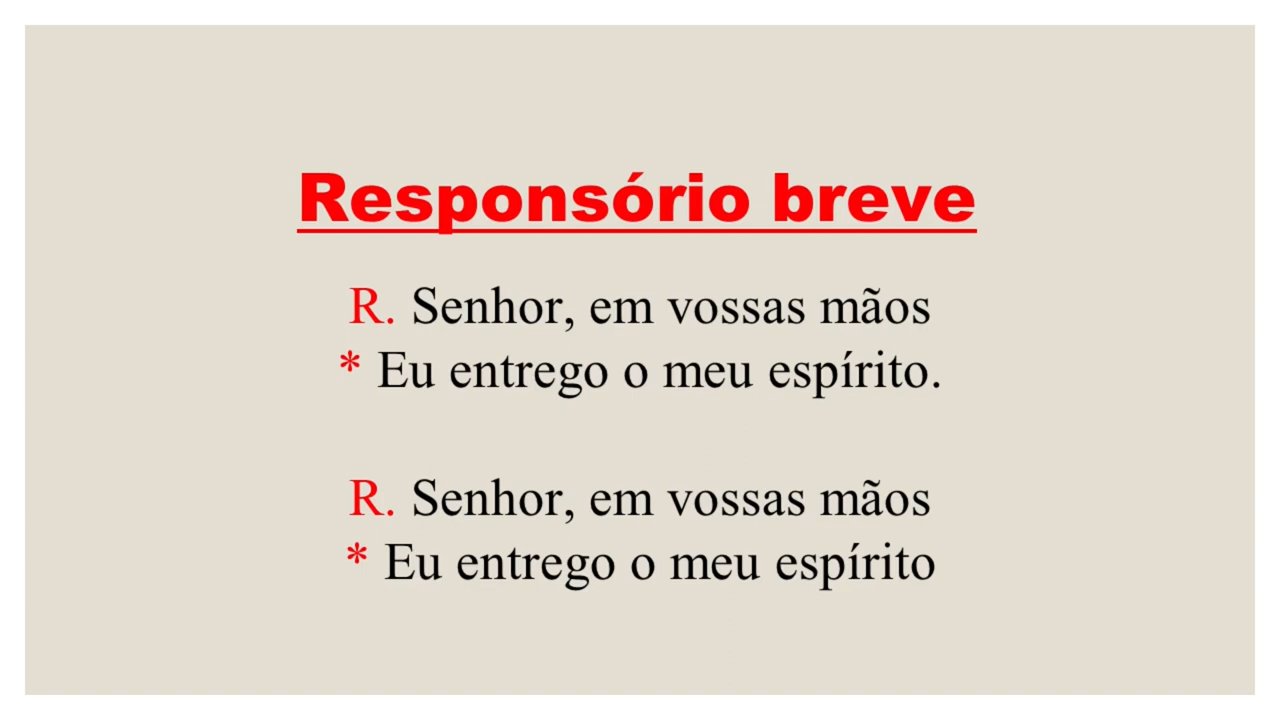 Responsório breve
R. Senhor, em vossas mãos
* Eu entrego o meu espírito.
R. Senhor, em vossas mãos
* Eu entrego o meu espírito